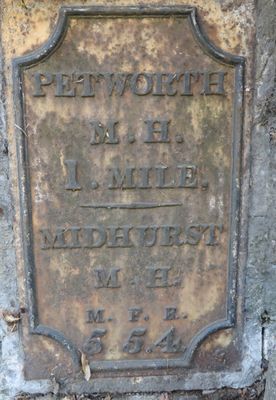 PETWORTH
M.H.
1.MILE.
MIDHURST
M.H.
M.F.R.
5 5.4.